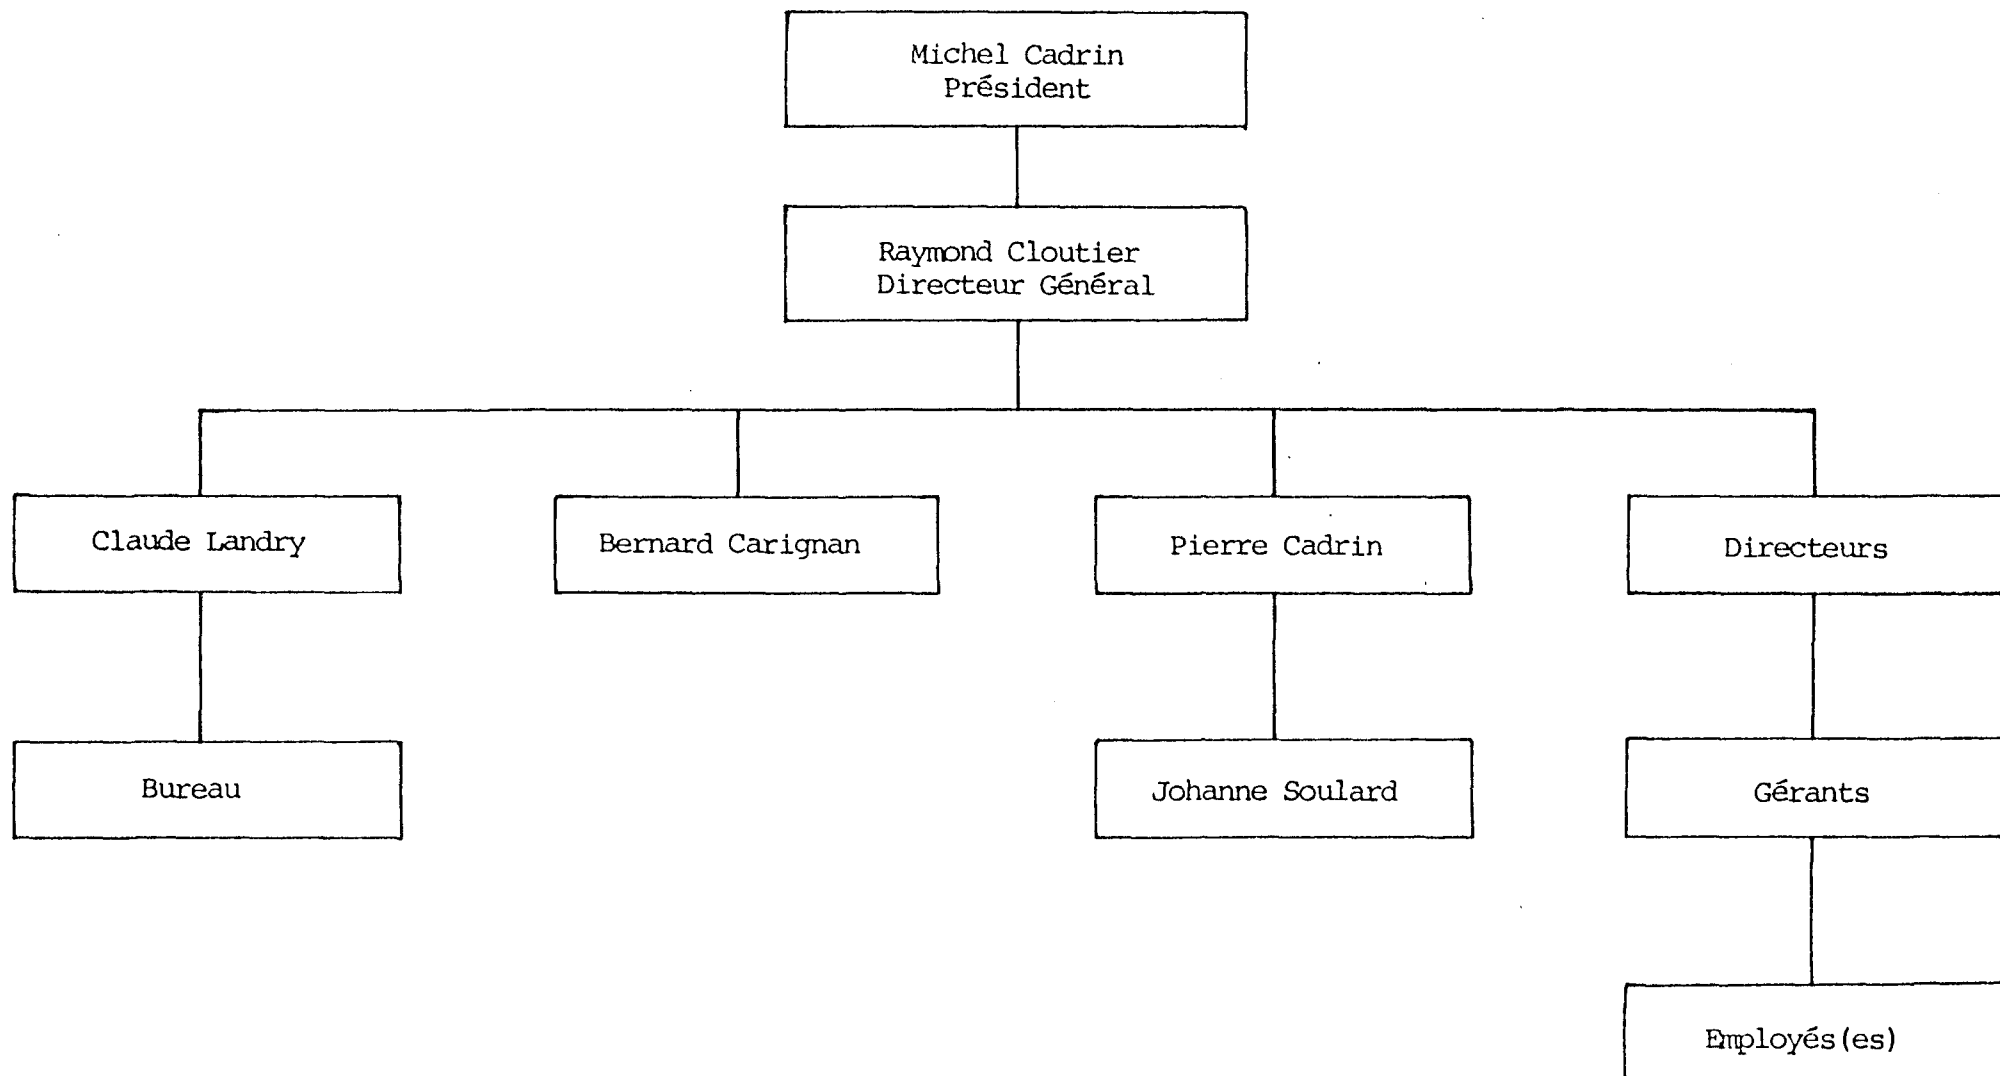 Michel Cadrin
Président
Raymond Cloutier
Directeur Général
Claude Landry
Bernard Carignan
Pierre Cadrin
Directeurs
Bureau
Johanne Soulard
Gérants
Employés(es)